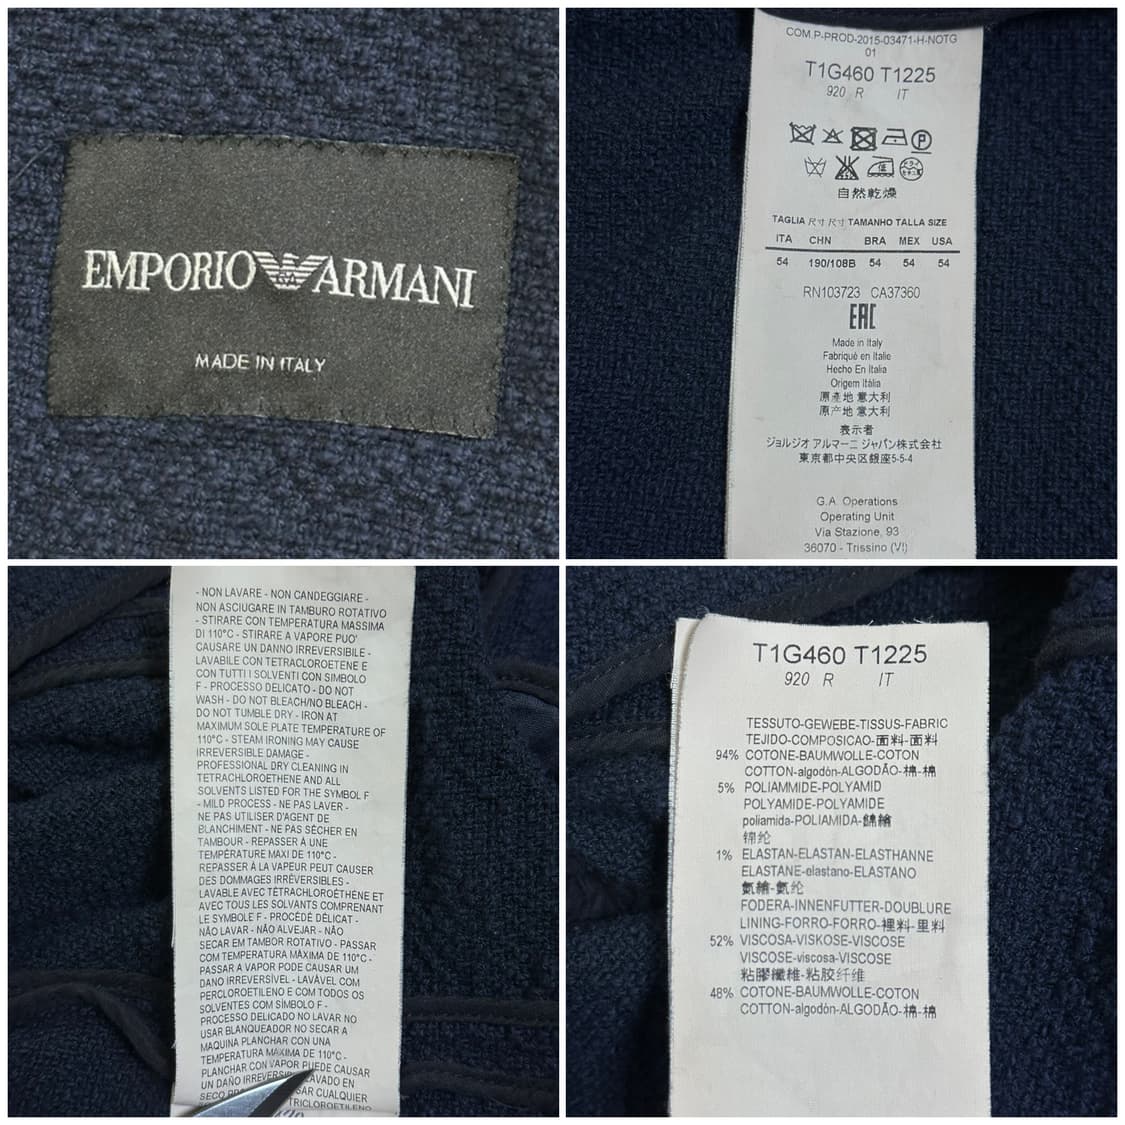 EMPORIO ARMANI
MADE IN ITALY
COM.P-PROD-2015-03471-H-NOTG
01
T1G460 T1225
920 R IT
自然乾燥
TAGLIA 尺寸 尺寸 TAMANHO TALLA SIZE
ITA CHN BRA MEX USA
54 190/108B 54 54 54
RN103723 CA37360
EAC
Made in Italy
Fabriqué en Italie
Hecho En Italia
Origem Itália
原產地 意大利
原产地 意大利
表示者
ジョルジオ アルマーニ ジャパン株式会社
東京都中央区銀座5-5-4
G.A. Operations
Operating Unit
Via Stazione, 93
36070 - Trissino (VI)
- NON LAVARE - NON CANDEGGIARE -
NON ASCIUGARE IN TAMBURO ROTATIVO
- STIRARE CON TEMPERATURA MASSIMA
DI 110°C - STIRARE A VAPORE PUO'
CAUSARE UN DANNO IRREVERSIBILE -
LAVABILE CON TETRACLOROETENE E
CON TUTTI I SOLVENTI CON SIMBOLO
F - PROCESSO DELICATO - DO NOT
WASH - DO NOT BLEACH/NO BLEACH -
DO NOT TUMBLE DRY - IRON AT
MAXIMUM SOLE PLATE TEMPERATURE OF
110°C - STEAM IRONING MAY CAUSE
IRREVERSIBLE DAMAGE -
PROFESSIONAL DRY CLEANING IN
TETRACHLOROETHENE AND ALL
SOLVENTS LISTED FOR THE SYMBOL F
- MILD PROCESS - NE PAS LAVER -
NE PAS UTILISER D'AGENT DE
BLANCHIMENT - NE PAS SÉCHER EN
TAMBOUR - REPASSER À UNE
TEMPÉRATURE MAXI DE 110°C -
REPASSER À LA VAPEUR PEUT CAUSER
DES DOMMAGES IRRÉVERSIBLES -
LAVABLE AVEC TÉTRACHLOROÉTHÈNE ET
AVEC TOUS LES SOLVANTS COMPRENANT
LE SYMBOLE F - PROCÉDÉ DÉLICAT -
NÃO LAVAR - NÃO ALVEJAR - NÃO
SECAR EM TAMBOR ROTATIVO - PASSAR
COM TEMPERATURA MÁXIMA DE 110°C -
PASSAR A VAPOR PODE CAUSAR UM
DANO IRREVERSÍVEL - LAVÁVEL COM
PERCLOROETILENO E COM TODOS OS
SOLVENTES COM SÍMBOLO F -
PROCESSO DELICADO NO LAVAR NO
USAR BLANQUEADOR NO SECAR A
MAQUINA PLANCHAR CON UNA
TEMPERATURA MÁXIMA DE 110°C -
PLANCHAR CON VAPOR PUEDE CAUSAR
UN DAÑO IRREVERSIBLE LAVADO EN
SECO SAR CUALQUIER
TRICLOROETILENO
T1G460 T1225
920 R IT
TESSUTO-GEWEBE-TISSUS-FABRIC
TEJIDO-COMPOSICAO-面料-面料
94% COTONE-BAUMWOLLE-COTON
COTTON-algodón-ALGODÃO-棉-棉
5% POLIAMMIDE-POLYAMID
POLYAMIDE-POLYAMIDE
poliamida-POLIAMIDA-錦繪
锦纶
1% ELASTAN-ELASTAN-ELASTHANNE
ELASTANE-elastano-ELASTANO
氨繪-氨纶
FODERA-INNENFUTTER-DOUBLURE
LINING-FORRO-FORRO-裡料-里料
52% VISCOSA-VISKOSE-VISCOSE
VISCOSE-viscosa-VISCOSE
粘膠纖維-粘胶纤维
48% COTONE-BAUMWOLLE-COTON
COTTON-algodón-ALGODÃO-棉-棉